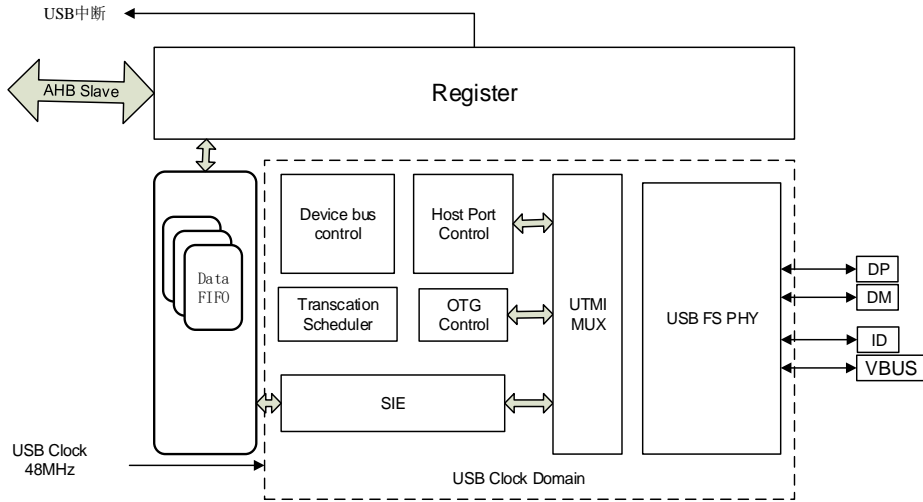 USB中断
AHB Slave
Register
Device bus
control
Host Port
Control
Data
FIFO
Transcation
Scheduler
OTG
Control
UTMI
MUX
USB FS PHY
DP
DM
ID
VBUS
SIE
USB Clock
48MHz
USB Clock Domain